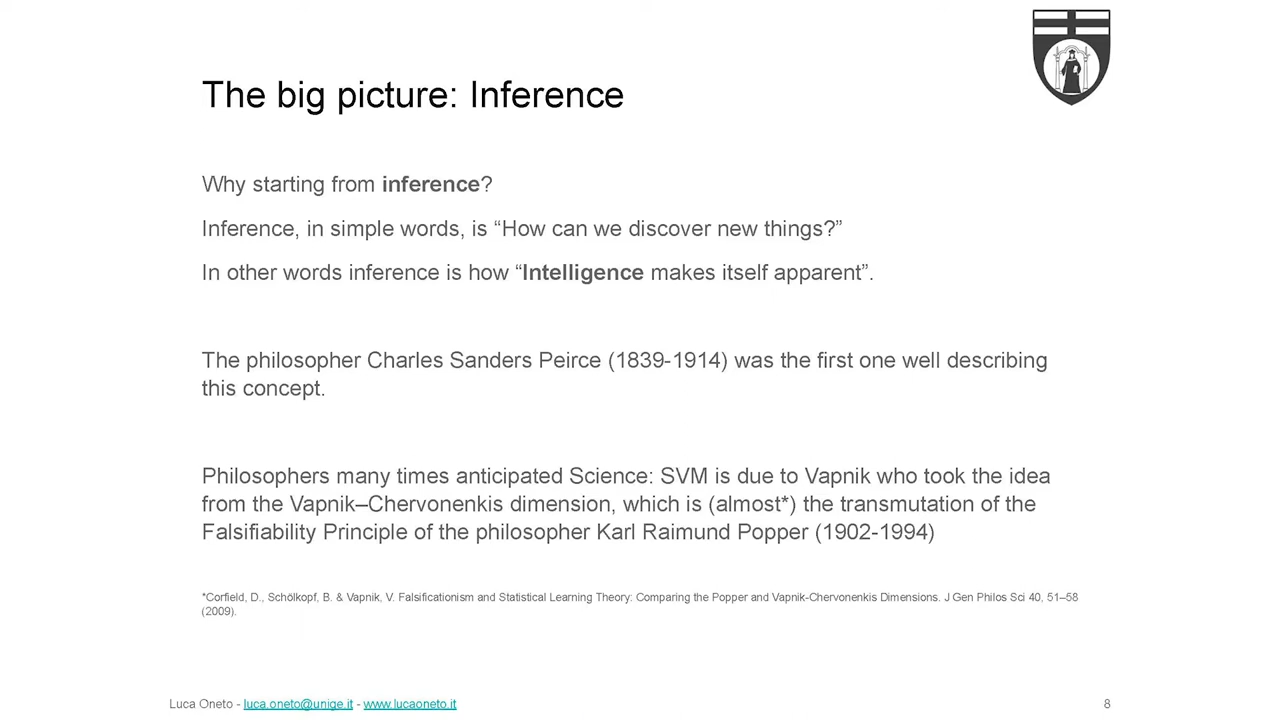 The big picture: Inference
Why starting from inference?
Inference, in simple words, is “How can we discover new things?”
In other words inference is how “Intelligence makes itself apparent”.
The philosopher Charles Sanders Peirce (1839-1914) was the first one well describing
this concept.
Philosophers many times anticipated Science: SVM is due to Vapnik who took the idea
from the Vapnik–Chervonenkis dimension, which is (almost*) the transmutation of the
Falsifiability Principle of the philosopher Karl Raimund Popper (1902-1994)
*Corfield, D., Schölkopf, B. & Vapnik, V. Falsificationism and Statistical Learning Theory: Comparing the Popper and Vapnik-Chervonenkis Dimensions. J Gen Philos Sci 40, 51–58
(2009).
Luca Oneto - luca.oneto@unige.it - www.lucaoneto.it
8